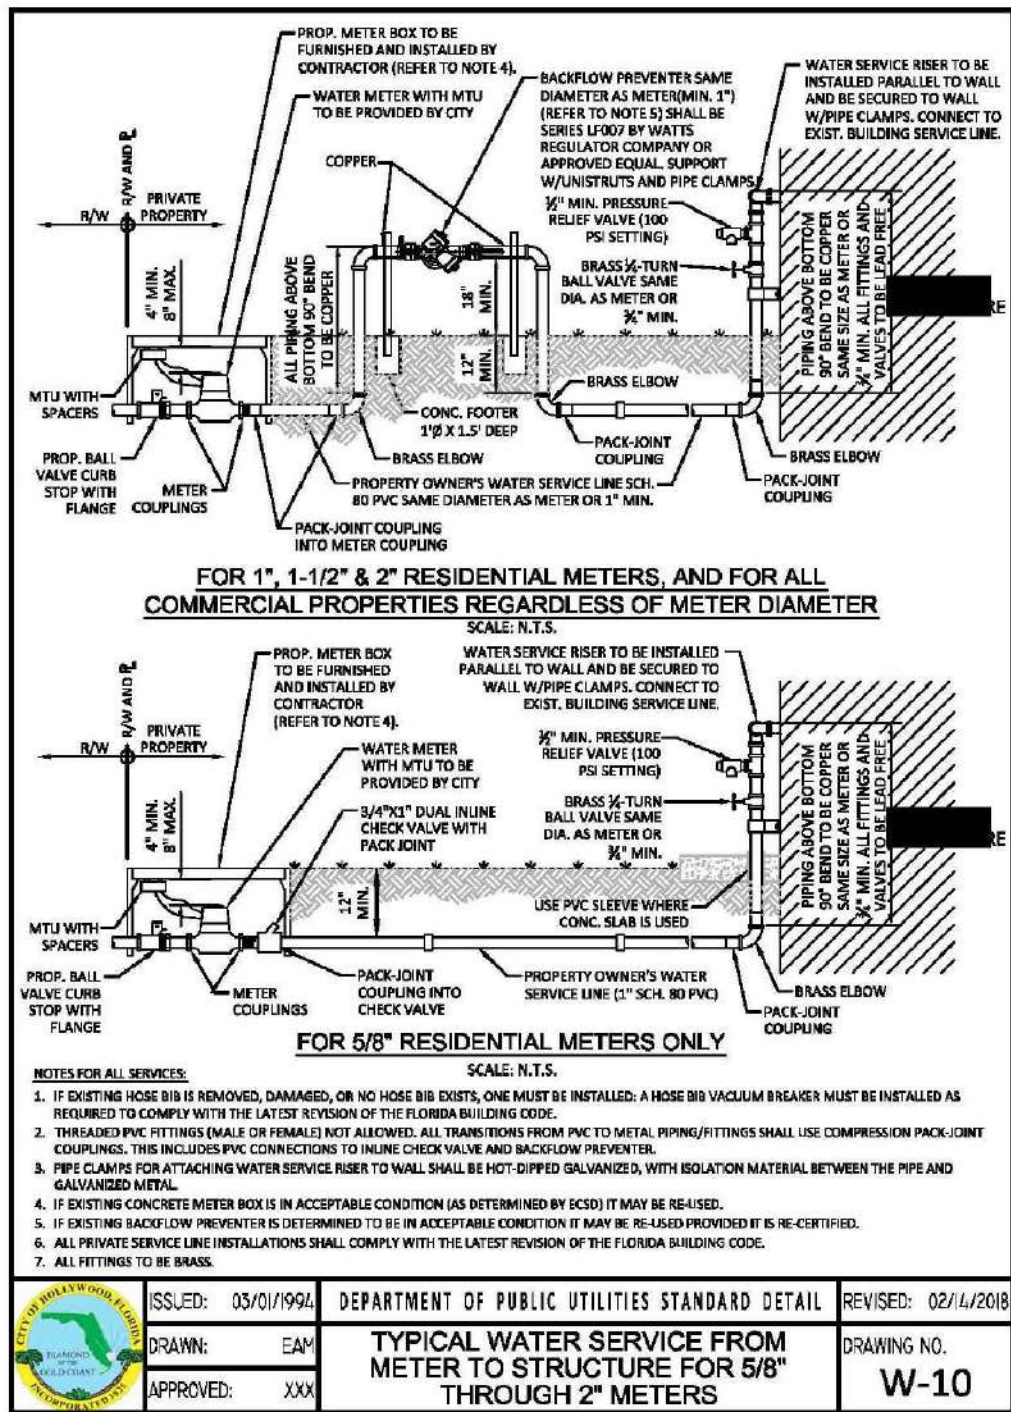 PROP. METER BOX TO BE
FURNISHED AND INSTALLED BY
CONTRACTOR (REFER TO NOTE 4).
WATER METER WITH MTU
TO BE PROVIDED BY CITY
COPPER
BACKFLOW PREVENTER SAME
DIAMETER AS METER(MIN. 1")
(REFER TO NOTE 5) SHALL BE
SERIES LF007 BY WATTS
REGULATOR COMPANY OR
APPROVED EQUAL. SUPPORT
W/UNISTRUTS AND PIPE CLAMPS
WATER SERVICE RISER TO BE
INSTALLED PARALLEL TO WALL
AND BE SECURED TO WALL
W/PIPE CLAMPS. CONNECT TO
EXIST. BUILDING SERVICE LINE.
R/W AND PL
R/W
PRIVATE
PROPERTY
4" MIN.
8" MAX.
ALL PIPING ABOVE
BOTTOM 90° BEND
TO BE COPPER
18"
MIN.
12"
MIN.
½" MIN. PRESSURE
RELIEF VALVE (100
PSI SETTING)
BRASS ¼-TURN
BALL VALVE SAME
DIA. AS METER OR
¾" MIN.
PIPING ABOVE BOTTOM
90° BEND TO BE COPPER
SAME SIZE AS METER OR
¾" MIN. ALL FITTINGS AND
VALVES TO BE LEAD FREE
RE
MTU WITH
SPACERS
PROP. BALL
VALVE CURB
STOP WITH
FLANGE
METER
COUPLINGS
CONC. FOOTER
1'Ø X 1.5' DEEP
BRASS ELBOW
BRASS ELBOW
PACK-JOINT
COUPLING
BRASS ELBOW
PACK-JOINT
COUPLING
PROPERTY OWNER'S WATER SERVICE LINE SCH.
80 PVC SAME DIAMETER AS METER OR 1" MIN.
PACK-JOINT COUPLING
INTO METER COUPLING
FOR 1", 1-1/2" & 2" RESIDENTIAL METERS, AND FOR ALL
COMMERCIAL PROPERTIES REGARDLESS OF METER DIAMETER
SCALE: N.T.S.
PROP. METER BOX
TO BE FURNISHED
AND INSTALLED BY
CONTRACTOR
(REFER TO NOTE 4).
WATER METER
WITH MTU TO BE
PROVIDED BY CITY
3/4"X1" DUAL INLINE
CHECK VALVE WITH
PACK JOINT
WATER SERVICE RISER TO BE INSTALLED
PARALLEL TO WALL AND BE SECURED TO
WALL W/PIPE CLAMPS. CONNECT TO
EXIST. BUILDING SERVICE LINE.
R/W AND PL
R/W
PRIVATE
PROPERTY
4" MIN.
8" MAX.
12"
MIN.
½" MIN. PRESSURE
RELIEF VALVE (100
PSI SETTING)
BRASS ¼-TURN
BALL VALVE SAME
DIA. AS METER OR
¾" MIN.
PIPING ABOVE BOTTOM
90° BEND TO BE COPPER
SAME SIZE AS METER OR
¾" MIN. ALL FITTINGS AND
VALVES TO BE LEAD FREE
RE
USE PVC SLEEVE WHERE
CONC. SLAB IS USED
MTU WITH
SPACERS
PROP. BALL
VALVE CURB
STOP WITH
FLANGE
METER
COUPLINGS
PACK-JOINT
COUPLING INTO
CHECK VALVE
PROPERTY OWNER'S WATER
SERVICE LINE (1" SCH. 80 PVC)
BRASS ELBOW
PACK-JOINT
COUPLING
FOR 5/8" RESIDENTIAL METERS ONLY
SCALE: N.T.S.
NOTES FOR ALL SERVICES:
1. IF EXISTING HOSE BIB IS REMOVED, DAMAGED, OR NO HOSE BIB EXISTS, ONE MUST BE INSTALLED; A HOSE BIB VACUUM BREAKER MUST BE INSTALLED AS
REQUIRED TO COMPLY WITH THE LATEST REVISION OF THE FLORIDA BUILDING CODE.
2. THREADED PVC FITTINGS (MALE OR FEMALE) NOT ALLOWED. ALL TRANSITIONS FROM PVC TO METAL PIPING/FITTINGS SHALL USE COMPRESSION PACK-JOINT
COUPLINGS. THIS INCLUDES PVC CONNECTIONS TO INLINE CHECK VALVE AND BACKFLOW PREVENTER.
3. PIPE CLAMPS FOR ATTACHING WATER SERVICE RISER TO WALL SHALL BE HOT-DIPPED GALVANIZED, WITH ISOLATION MATERIAL BETWEEN THE PIPE AND
GALVANIZED METAL.
4. IF EXISTING CONCRETE METER BOX IS IN ACCEPTABLE CONDITION (AS DETERMINED BY ECSD) IT MAY BE RE-USED.
5. IF EXISTING BACKFLOW PREVENTER IS DETERMINED TO BE IN ACCEPTABLE CONDITION IT MAY BE RE-USED PROVIDED IT IS RE-CERTIFIED.
6. ALL PRIVATE SERVICE LINE INSTALLATIONS SHALL COMPLY WITH THE LATEST REVISION OF THE FLORIDA BUILDING CODE.
7. ALL FITTINGS TO BE BRASS.
CITY OF HOLLYWOOD, FLORIDA
DIAMOND
OF THE
GOLD COAST
INCORPORATED 1925
ISSUED: 03/01/1994
DRAWN: EAM
APPROVED: XXX
DEPARTMENT OF PUBLIC UTILITIES STANDARD DETAIL
TYPICAL WATER SERVICE FROM
METER TO STRUCTURE FOR 5/8"
THROUGH 2" METERS
REVISED: 02/14/2018
DRAWING NO.
W-10